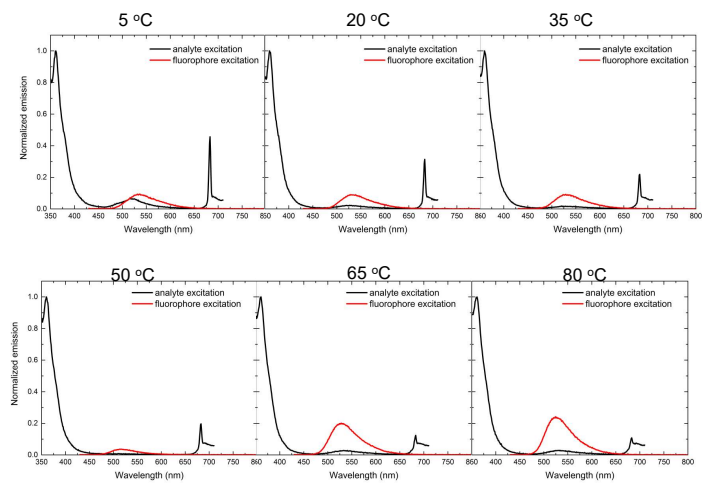 5 °C 20 °C 35 °C
analyte excitation
fluorophore excitation
analyte excitation
fluorophore excitation
analyte excitation
fluorophore excitation
Normalized emission
1.0
0.8
0.6
0.4
0.2
0.0
350 400 450 500 550 600 650 700 750 850 400 450 500 550 600 650 700 750 860 400 450 500 550 600 650 700 750 800
Wavelength (nm) Wavelength (nm) Wavelength (nm)
50 °C 65 °C 80 °C
analyte excitation
fluorophore excitation
analyte excitation
fluorophore excitation
analyte excitation
fluorophore excitation
Normalized emission
1.0
0.8
0.6
0.4
0.2
0.0
350 400 450 500 550 600 650 700 750 860 400 450 500 550 600 650 700 750 860 400 450 500 550 600 650 700 750 800
Wavelength (nm) Wavelength (nm) Wavelength (nm)